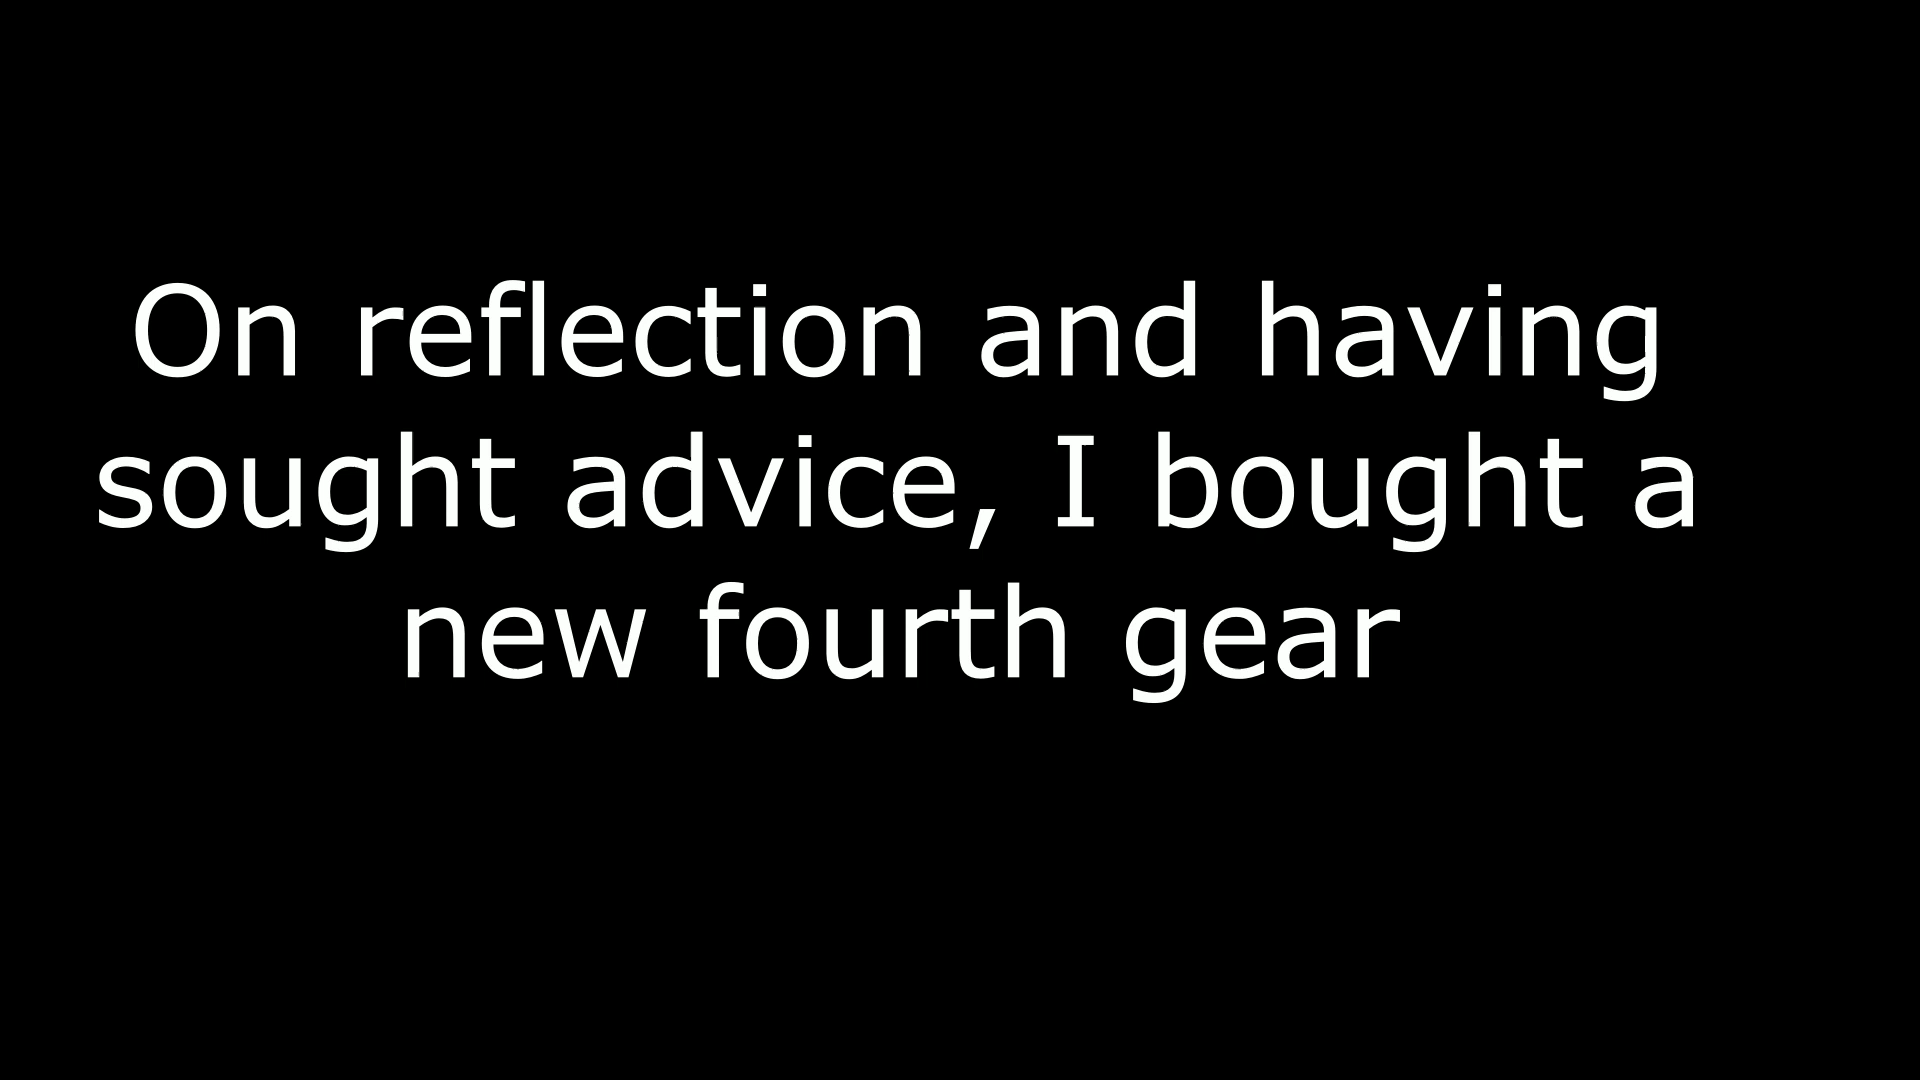 On reflection and having
sought advice, I bought a
new fourth gear